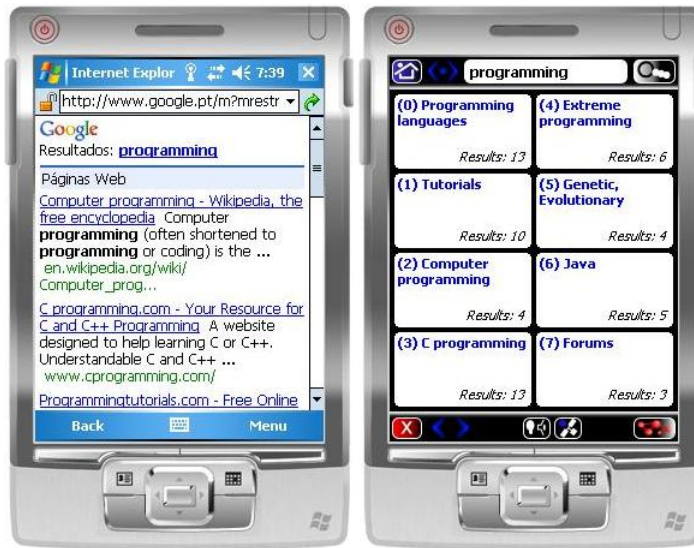 Internet Explor 7:39
http://www.google.pt/m?mrestr
Google
Resultados: programming
Páginas Web
Computer programming - Wikipedia, the
free encyclopedia Computer
programming (often shortened to
programming or coding) is the ...
en.wikipedia.org/wiki/
Computer_prog...
C programming.com - Your Resource for
C and C++ Programming A website
designed to help learning C or C++.
Understandable C and C++ ...
www.cprogramming.com/
Programmingtutorials.com - Free Online
Back Menu
programming
(0) Programming
languages
Results: 13
(4) Extreme
programming
Results: 6
(1) Tutorials
Results: 10
(5) Genetic,
Evolutionary
Results: 4
(2) Computer
programming
Results: 4
(6) Java
Results: 5
(3) C programming
Results: 13
(7) Forums
Results: 3
X